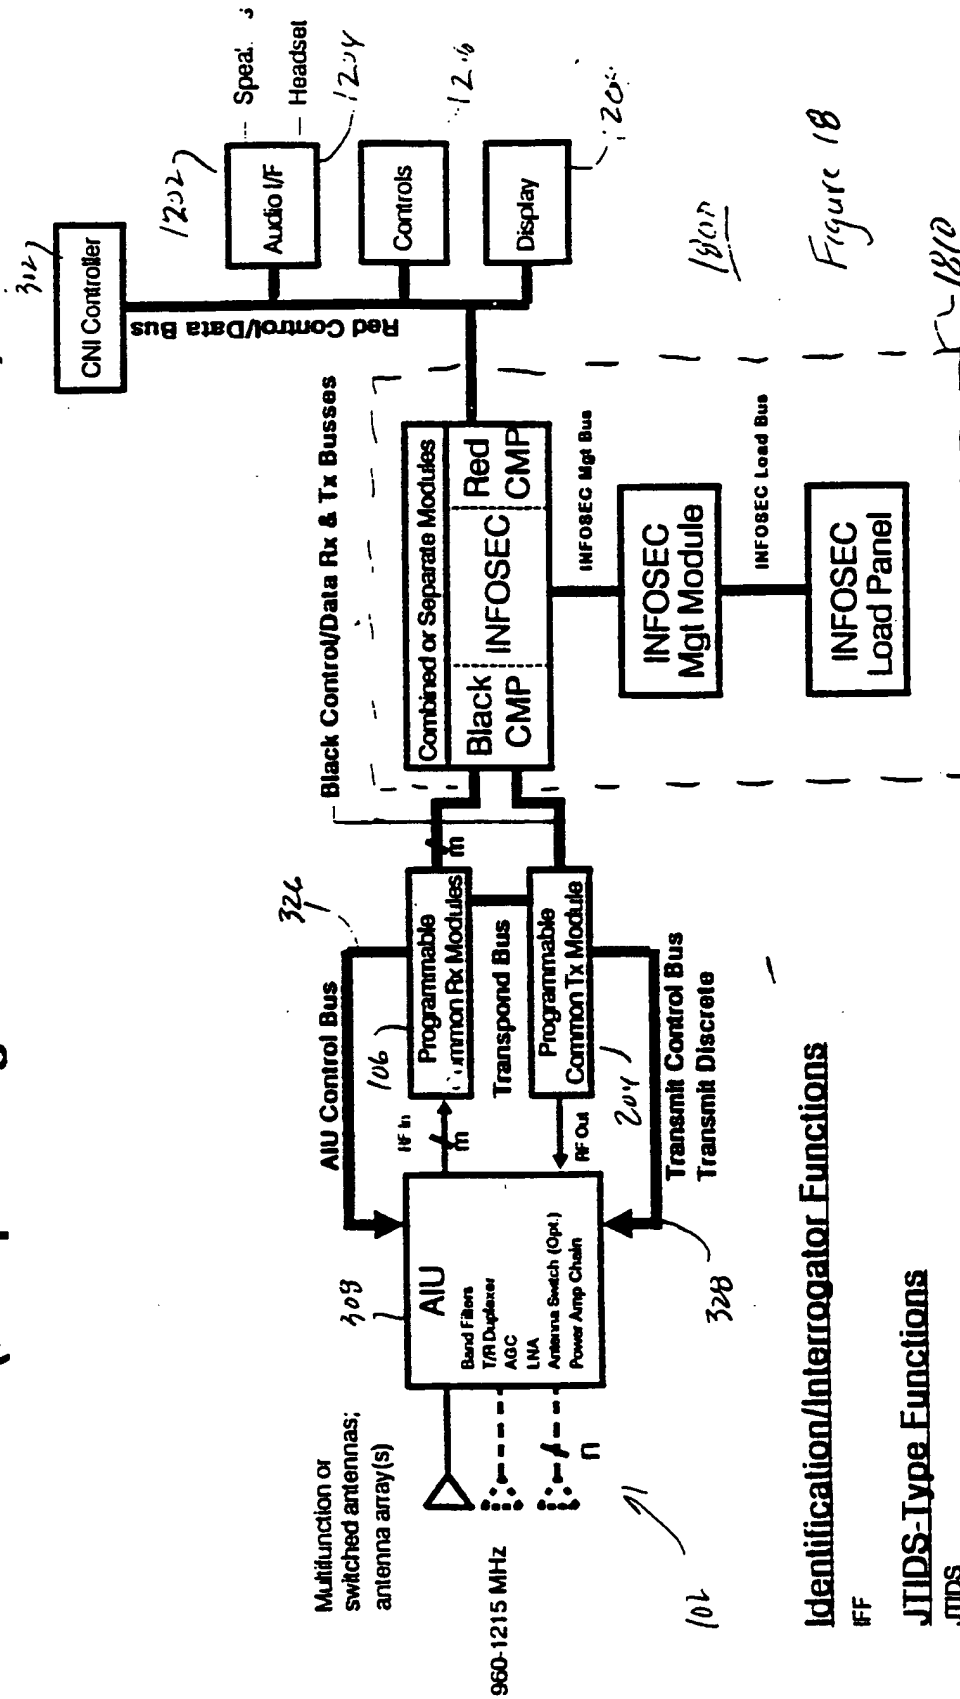 312
CNI Controller
1202
Audio I/F
Headset
1204
Controls
Display
Red Control/Data Bus
Black Control/Data Rx & Tx Busses
Combined or Separate Modules
Black
CMP
INFOSEC
Red
CMP
INFOSEC Mgt Bus
INFOSEC
Mgt Module
INFOSEC Load Bus
INFOSEC
Load Panel
Figure 18
1810
326
AIU Control Bus
106
Programmable
Common Rx Modules
m
RF In
m
Transpond Bus
Programmable
Common Tx Module
204
RF Out
Transmit Control Bus
Transmit Discrete
328
308
AIU
Band Filters
T/R Duplexer
AGC
LNA
Antenna Switch (Opt.)
Power Amp Chain
Multifunction or
switched antennas;
antenna array(s)
960-1215 MHz
n
102
Identification/Interrogator Functions
IFF
JTIDS-Type Functions
JTIDS